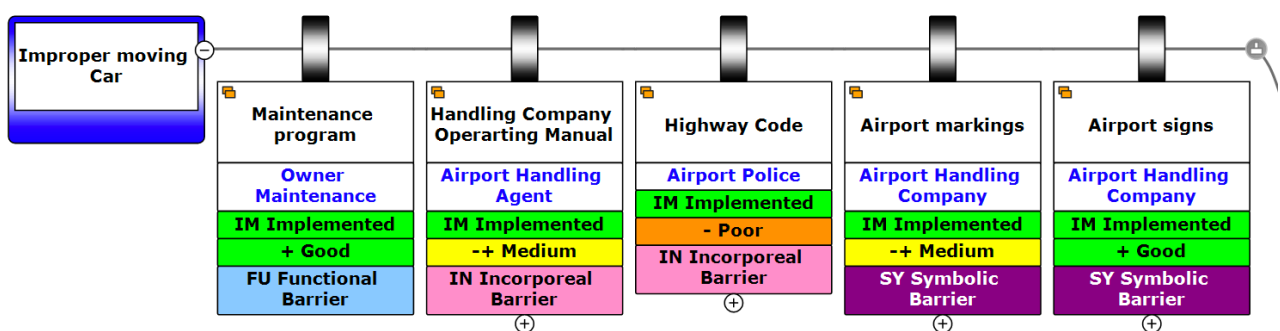 Improper moving
Car
Maintenance
program
Owner
Maintenance
IM Implemented
+ Good
FU Functional
Barrier
Handling Company
Operarting Manual
Airport Handling
Agent
IM Implemented
-+ Medium
IN Incorporeal
Barrier
Highway Code
Airport Police
IM Implemented
- Poor
IN Incorporeal
Barrier
Airport markings
Airport Handling
Company
IM Implemented
-+ Medium
SY Symbolic
Barrier
Airport signs
Airport Handling
Company
IM Implemented
+ Good
SY Symbolic
Barrier